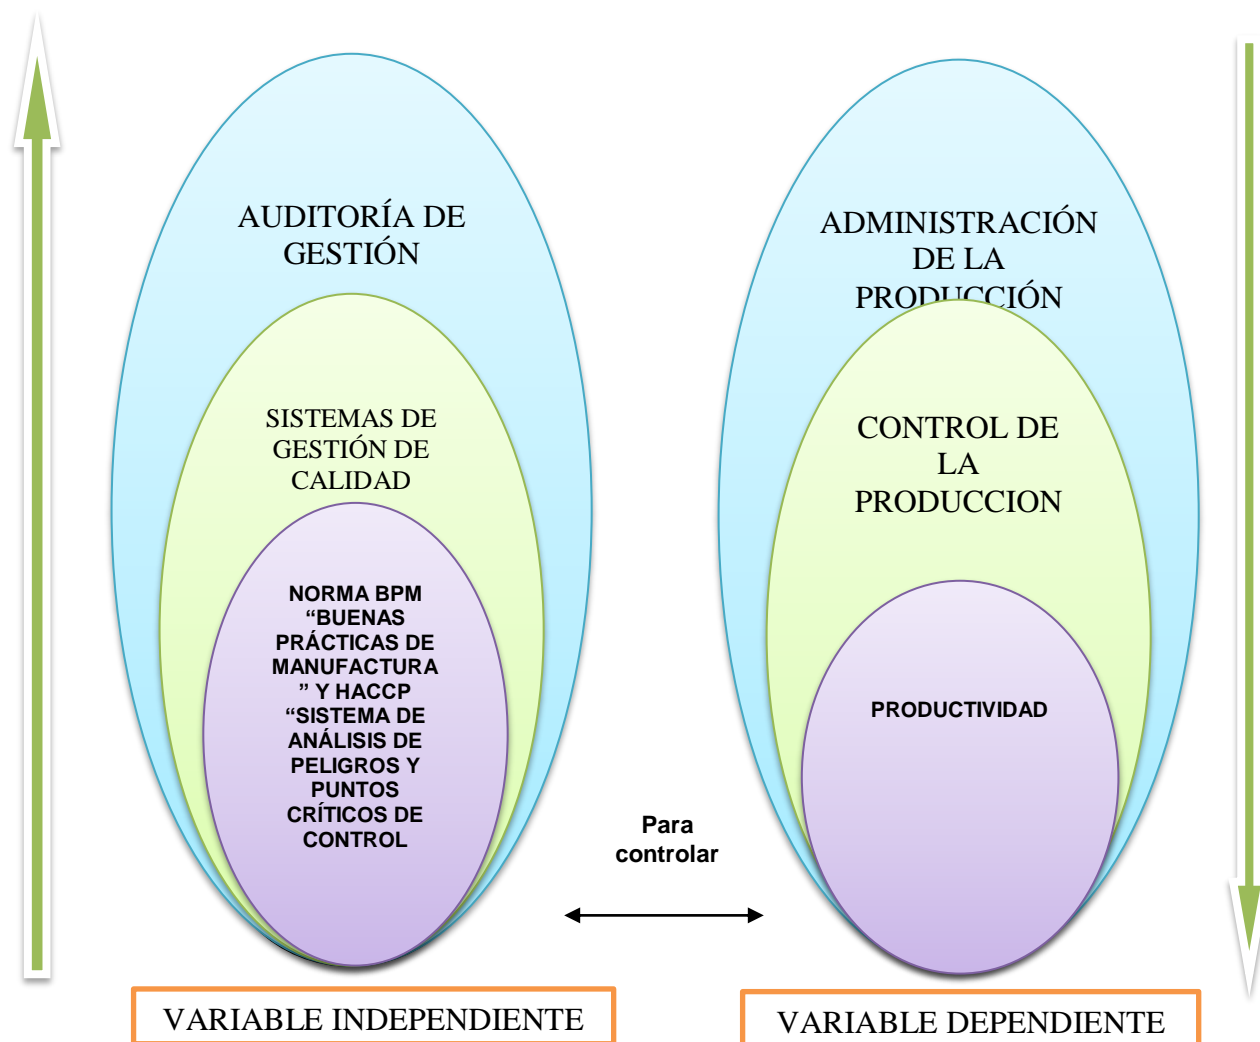 AUDITORÍA DE
GESTIÓN
SISTEMAS DE
GESTIÓN DE
CALIDAD
NORMA BPM
“BUENAS
PRÁCTICAS DE
MANUFACTURA
” Y HACCP
“SISTEMA DE
ANÁLISIS DE
PELIGROS Y
PUNTOS
CRÍTICOS DE
CONTROL
Para
controlar
ADMINISTRACIÓN
DE LA
PRODUCCIÓN
CONTROL DE
LA
PRODUCCION
PRODUCTIVIDAD
VARIABLE INDEPENDIENTE
VARIABLE DEPENDIENTE